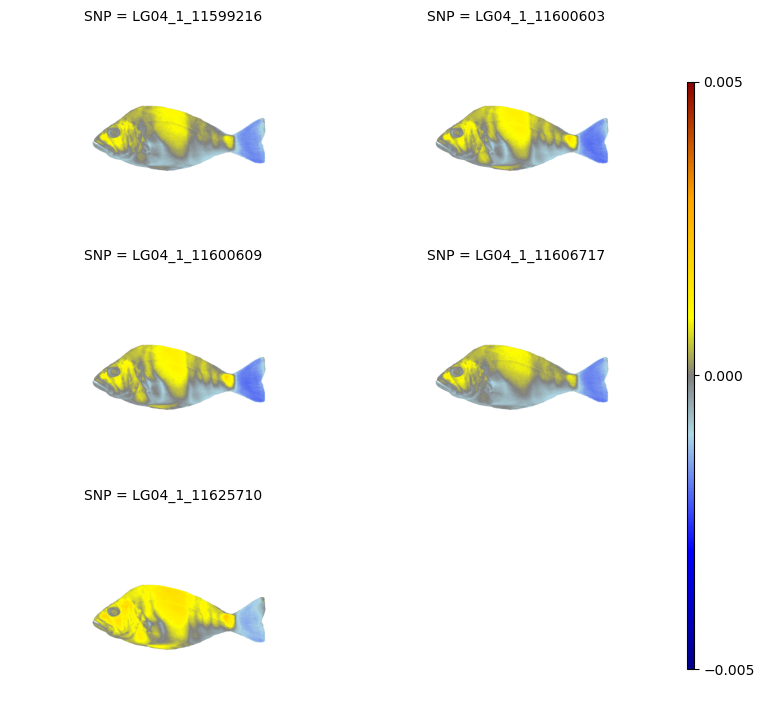 SNP = LG04_1_11599216
SNP = LG04_1_11600603
0.005
SNP = LG04_1_11600609
SNP = LG04_1_11606717
0.000
SNP = LG04_1_11625710
−0.005